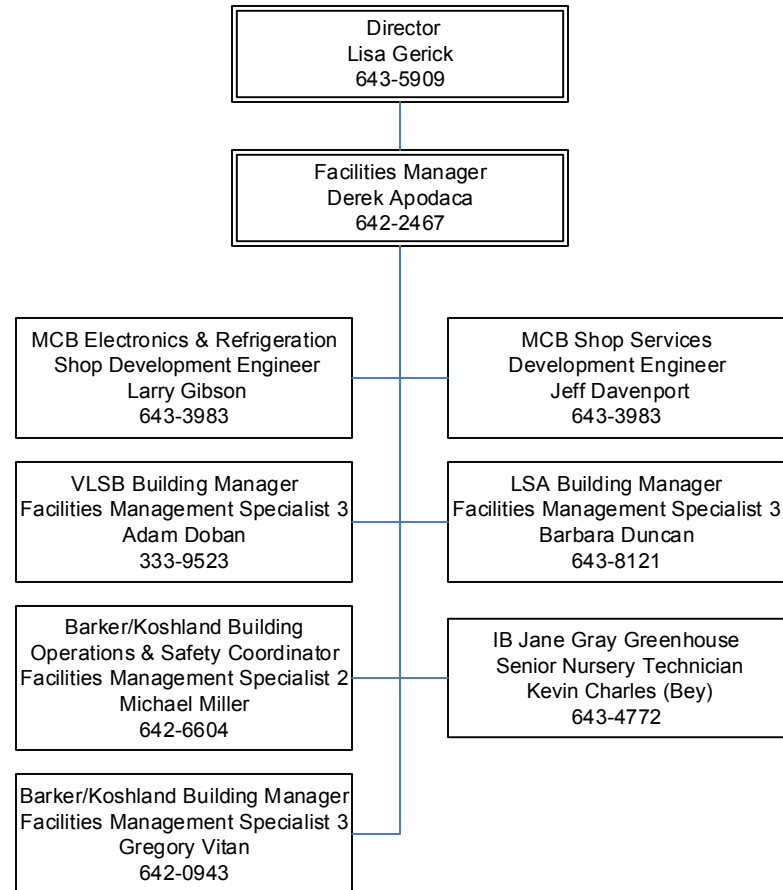 Director
Lisa Gerick
643-5909
Facilities Manager
Derek Apodaca
642-2467
MCB Electronics & Refrigeration
Shop Development Engineer
Larry Gibson
643-3983
MCB Shop Services
Development Engineer
Jeff Davenport
643-3983
VLSB Building Manager
Facilities Management Specialist 3
Adam Doban
333-9523
LSA Building Manager
Facilities Management Specialist 3
Barbara Duncan
643-8121
Barker/Koshland Building
Operations & Safety Coordinator
Facilities Management Specialist 2
Michael Miller
642-6604
IB Jane Gray Greenhouse
Senior Nursery Technician
Kevin Charles (Bey)
643-4772
Barker/Koshland Building Manager
Facilities Management Specialist 3
Gregory Vitan
642-0943